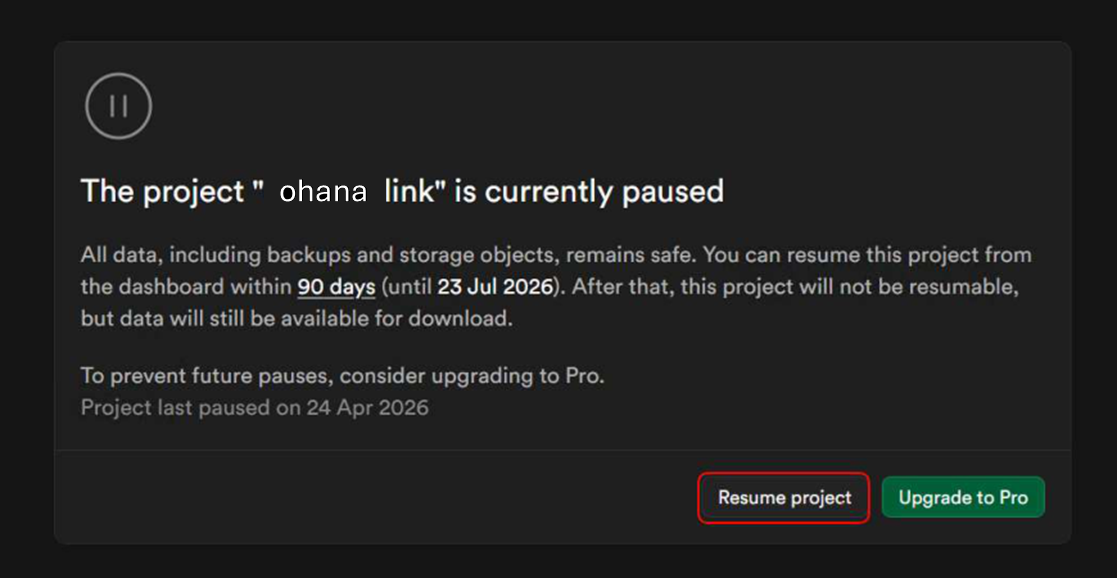 The project " ohana link" is currently paused
All data, including backups and storage objects, remains safe. You can resume this project from
the dashboard within 90 days (until 23 Jul 2026). After that, this project will not be resumable,
but data will still be available for download.
To prevent future pauses, consider upgrading to Pro.
Project last paused on 24 Apr 2026
Resume project
Upgrade to Pro